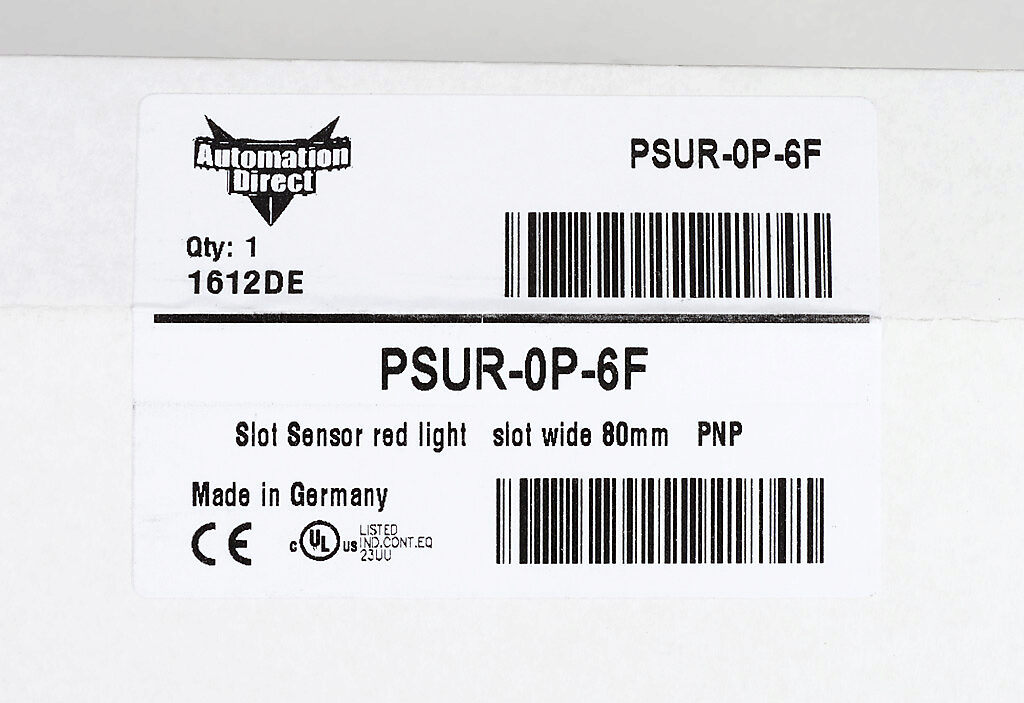 Automation
Direct
PSUR-0P-6F
Qty: 1
1612DE
PSUR-0P-6F
Slot Sensor red light slot wide 80mm PNP
Made in Germany
CE c UL us LISTED
IND.CONT.EQ
23UU